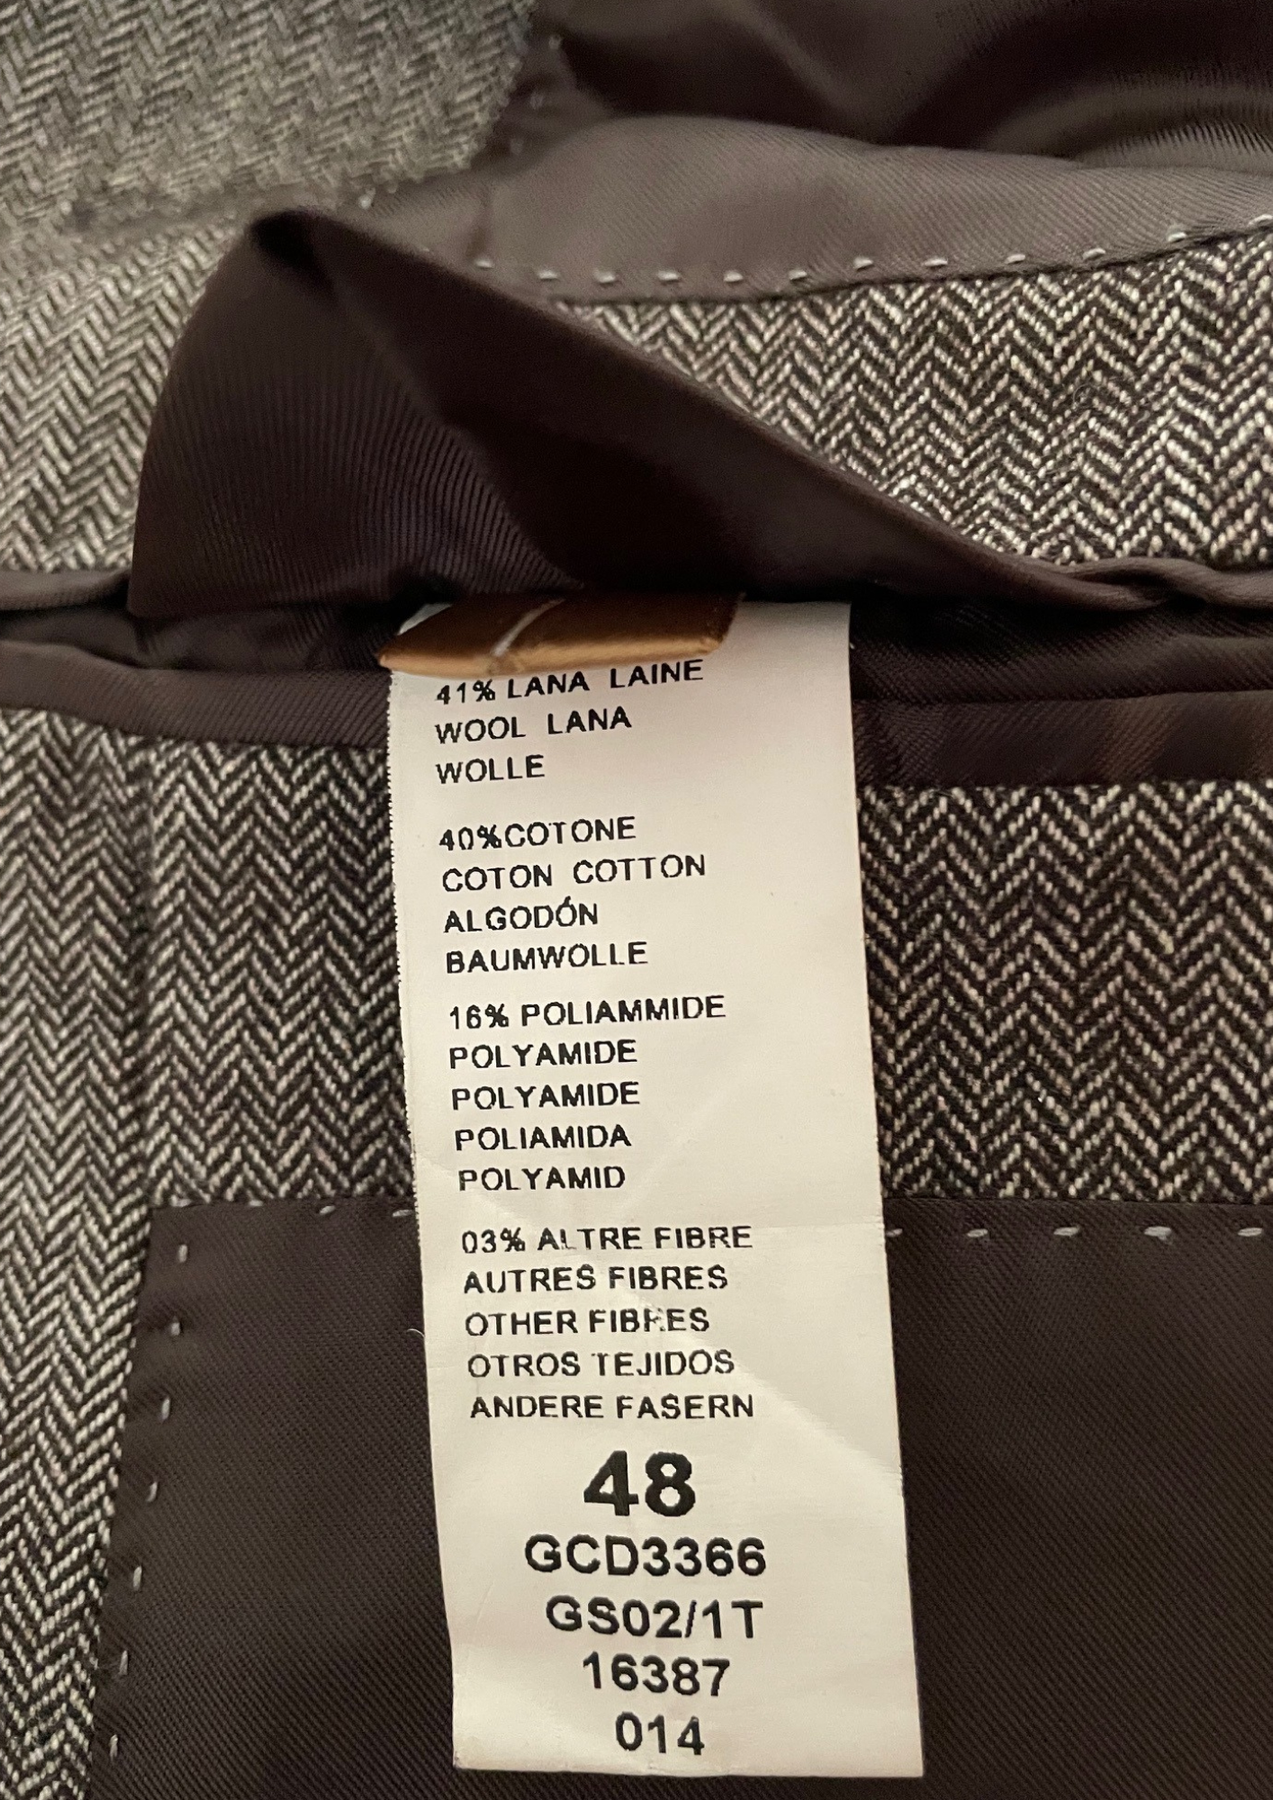 41% LANA LAINE
WOOL LANA
WOLLE
40%COTONE
COTON COTTON
ALGODÓN
BAUMWOLLE
16% POLIAMMIDE
POLYAMIDE
POLYAMIDE
POLIAMIDA
POLYAMID
03% ALTRE FIBRE
AUTRES FIBRES
OTHER FIBRES
OTROS TEJIDOS
ANDERE FASERN
48
GCD3366
GS02/1T
16387
014